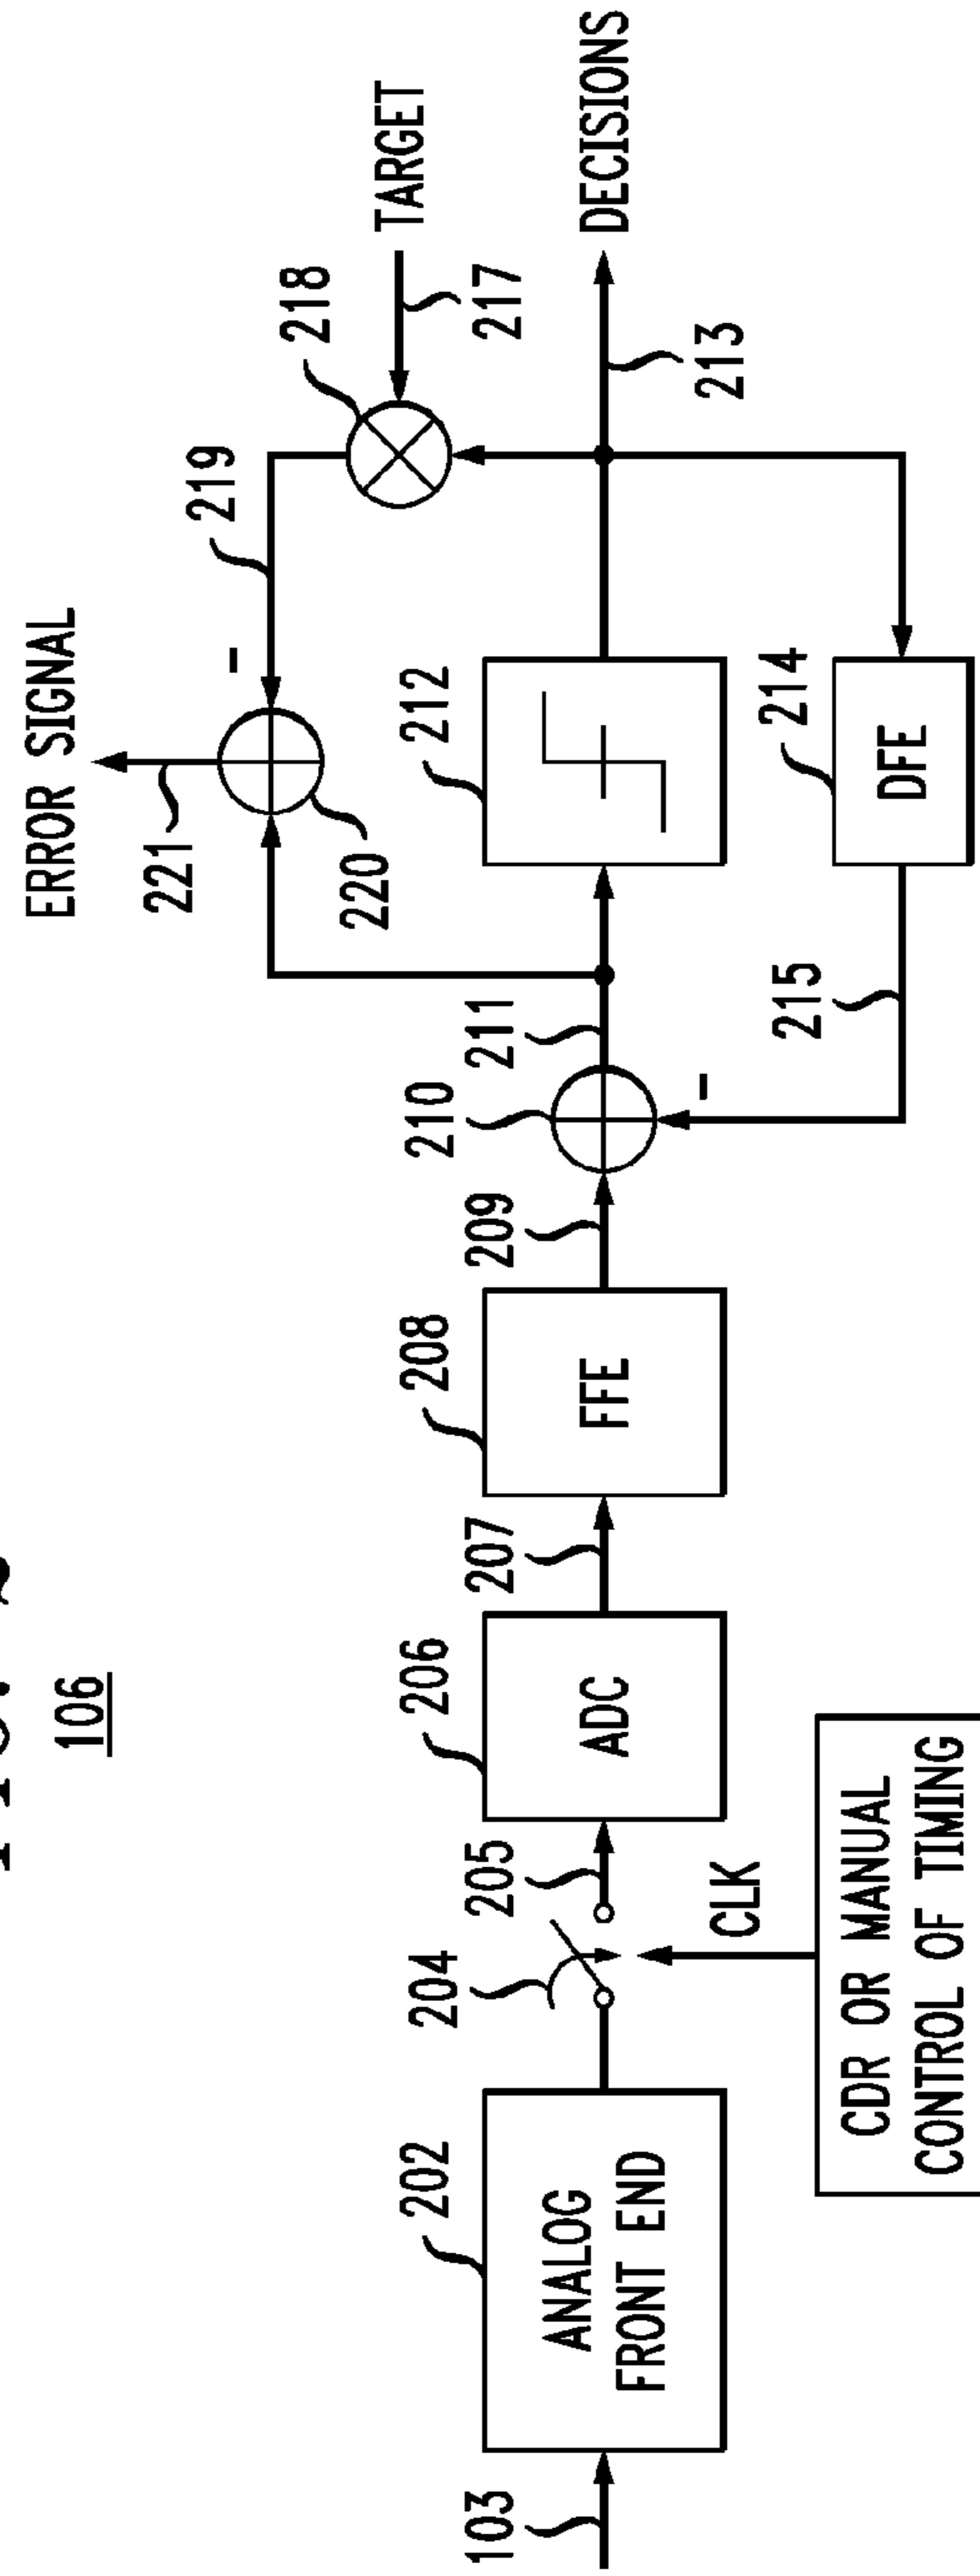 106
103
202
ANALOG
FRONT END
204
205
CLK
CDR OR MANUAL
CONTROL OF TIMING
206
ADC
207
208
FFE
209
210
-
211
212
213
DECISIONS
214
DFE
215
TARGET
217
218
219
-
220
221
ERROR SIGNAL